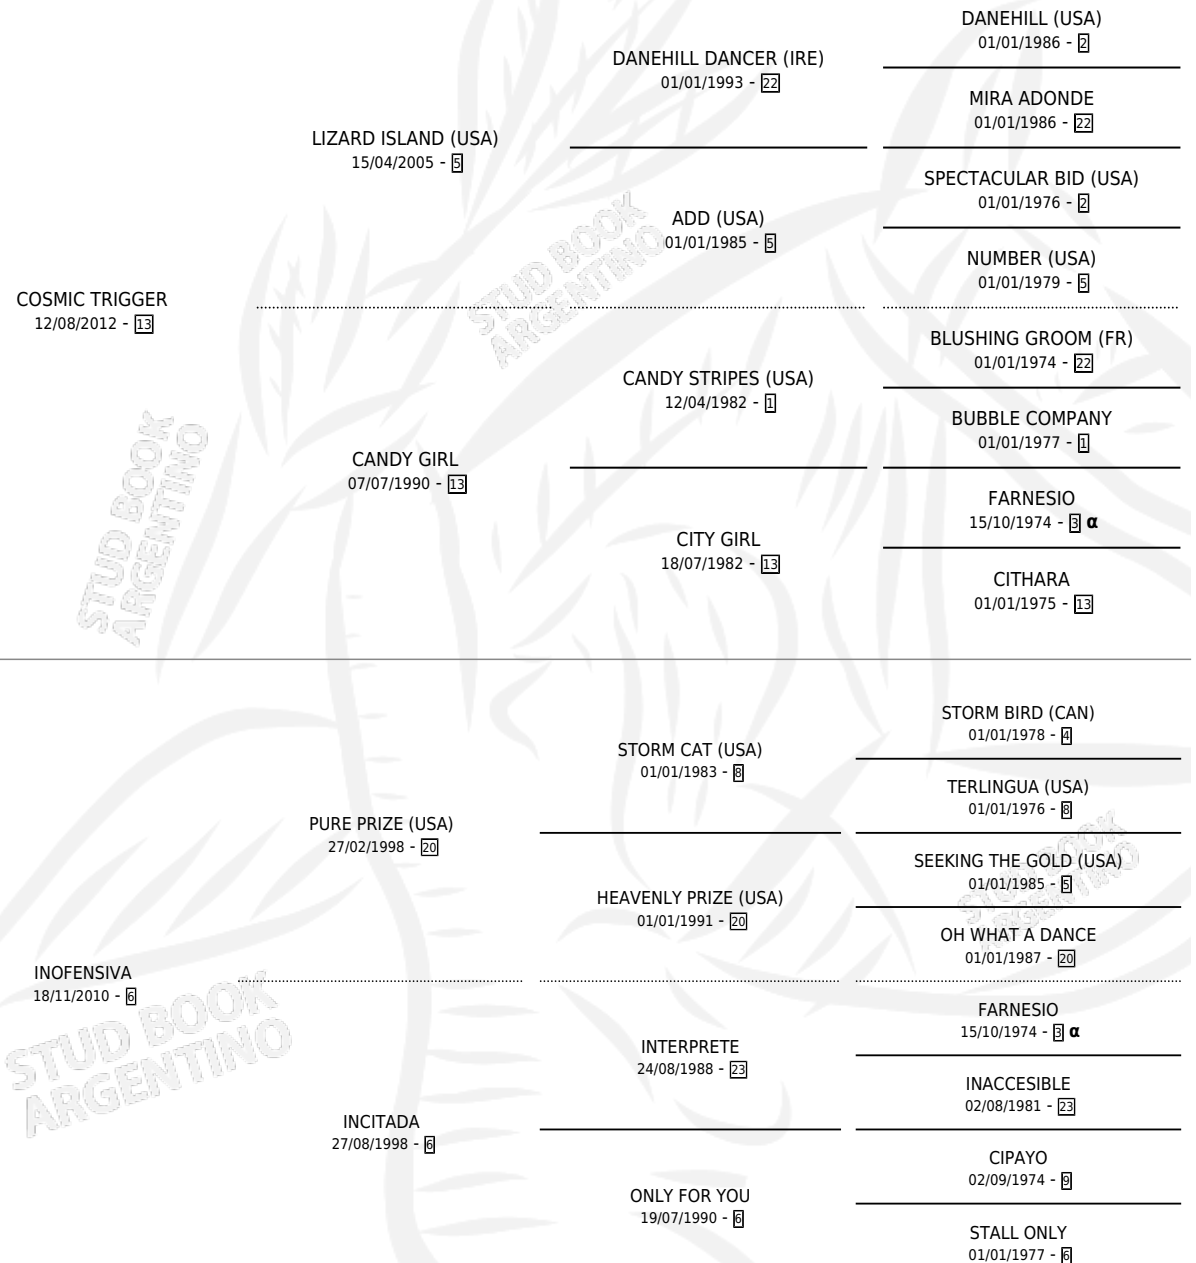 DANEHILL (USA)
01/01/1986 - 2
DANEHILL DANCER (IRE)
01/01/1993 - 22
MIRA ADONDE
01/01/1986 - 22
LIZARD ISLAND (USA)
15/04/2005 - 5
SPECTACULAR BID (USA)
01/01/1976 - 2
ADD (USA)
01/01/1985 - 5
NUMBER (USA)
01/01/1979 - 5
COSMIC TRIGGER
12/08/2012 - 13
BLUSHING GROOM (FR)
01/01/1974 - 22
CANDY STRIPES (USA)
12/04/1982 - 1
BUBBLE COMPANY
01/01/1977 - 1
CANDY GIRL
07/07/1990 - 13
FARNESIO
15/10/1974 - 3 α
CITY GIRL
18/07/1982 - 13
CITHARA
01/01/1975 - 13
STORM BIRD (CAN)
01/01/1978 - 4
STORM CAT (USA)
01/01/1983 - 8
TERLINGUA (USA)
01/01/1976 - 8
PURE PRIZE (USA)
27/02/1998 - 20
SEEKING THE GOLD (USA)
01/01/1985 - 5
HEAVENLY PRIZE (USA)
01/01/1991 - 20
OH WHAT A DANCE
01/01/1987 - 20
INOFENSIVA
18/11/2010 - 6
FARNESIO
15/10/1974 - 3 α
INTERPRETE
24/08/1988 - 23
INACCESIBLE
02/08/1981 - 23
INCITADA
27/08/1998 - 6
CIPAYO
02/09/1974 - 9
ONLY FOR YOU
19/07/1990 - 6
STALL ONLY
01/01/1977 - 6
STUD BOOK
ARGENTINO
STUD BOOK
ARGENTINO
STUD BOOK
ARGENTINO
STUD BOOK
ARGENTINO